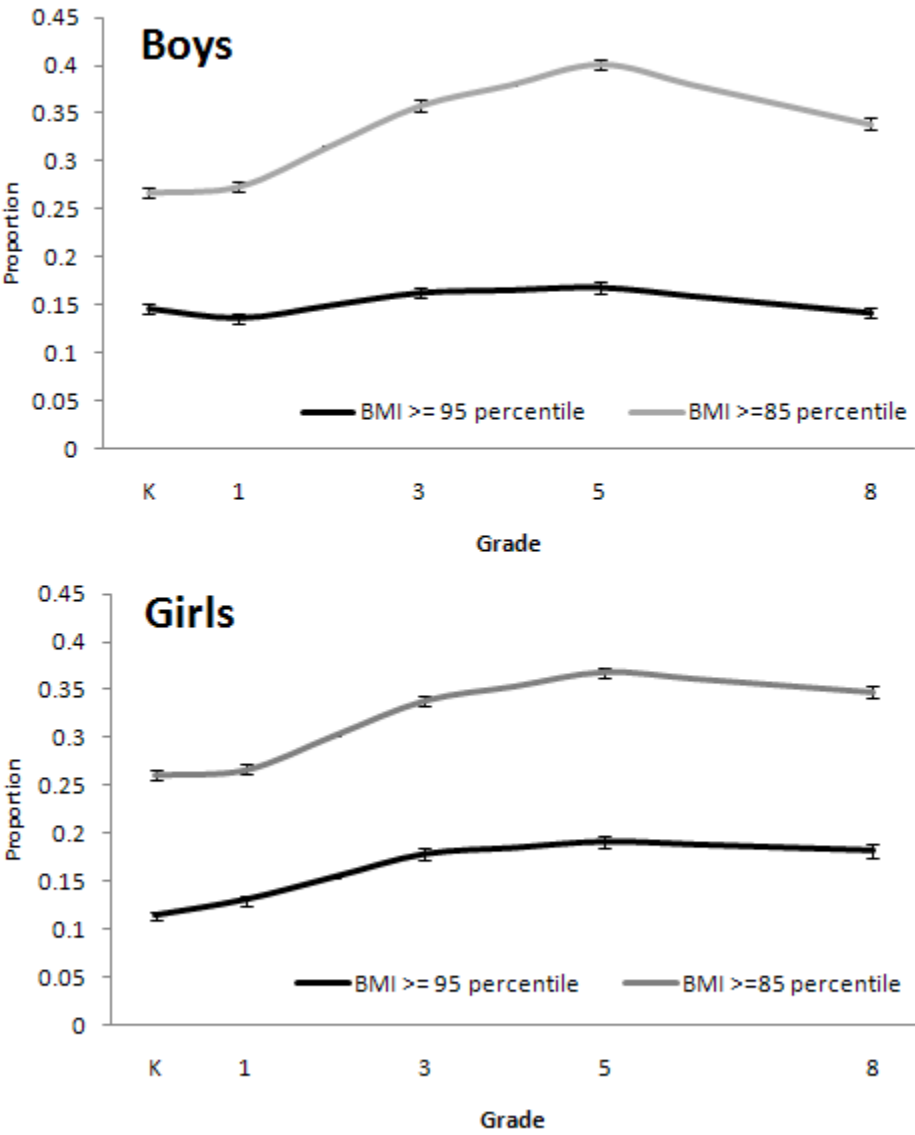 Boys
0.45
0.4
0.35
0.3
0.25
0.2
0.15
0.1
0.05
0
Proportion
BMI >= 95 percentile BMI >=85 percentile
K 1 3 5 8
Grade
Girls
0.45
0.4
0.35
0.3
0.25
0.2
0.15
0.1
0.05
0
Proportion
BMI >= 95 percentile BMI >=85 percentile
K 1 3 5 8
Grade